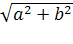 √(a² + b²)